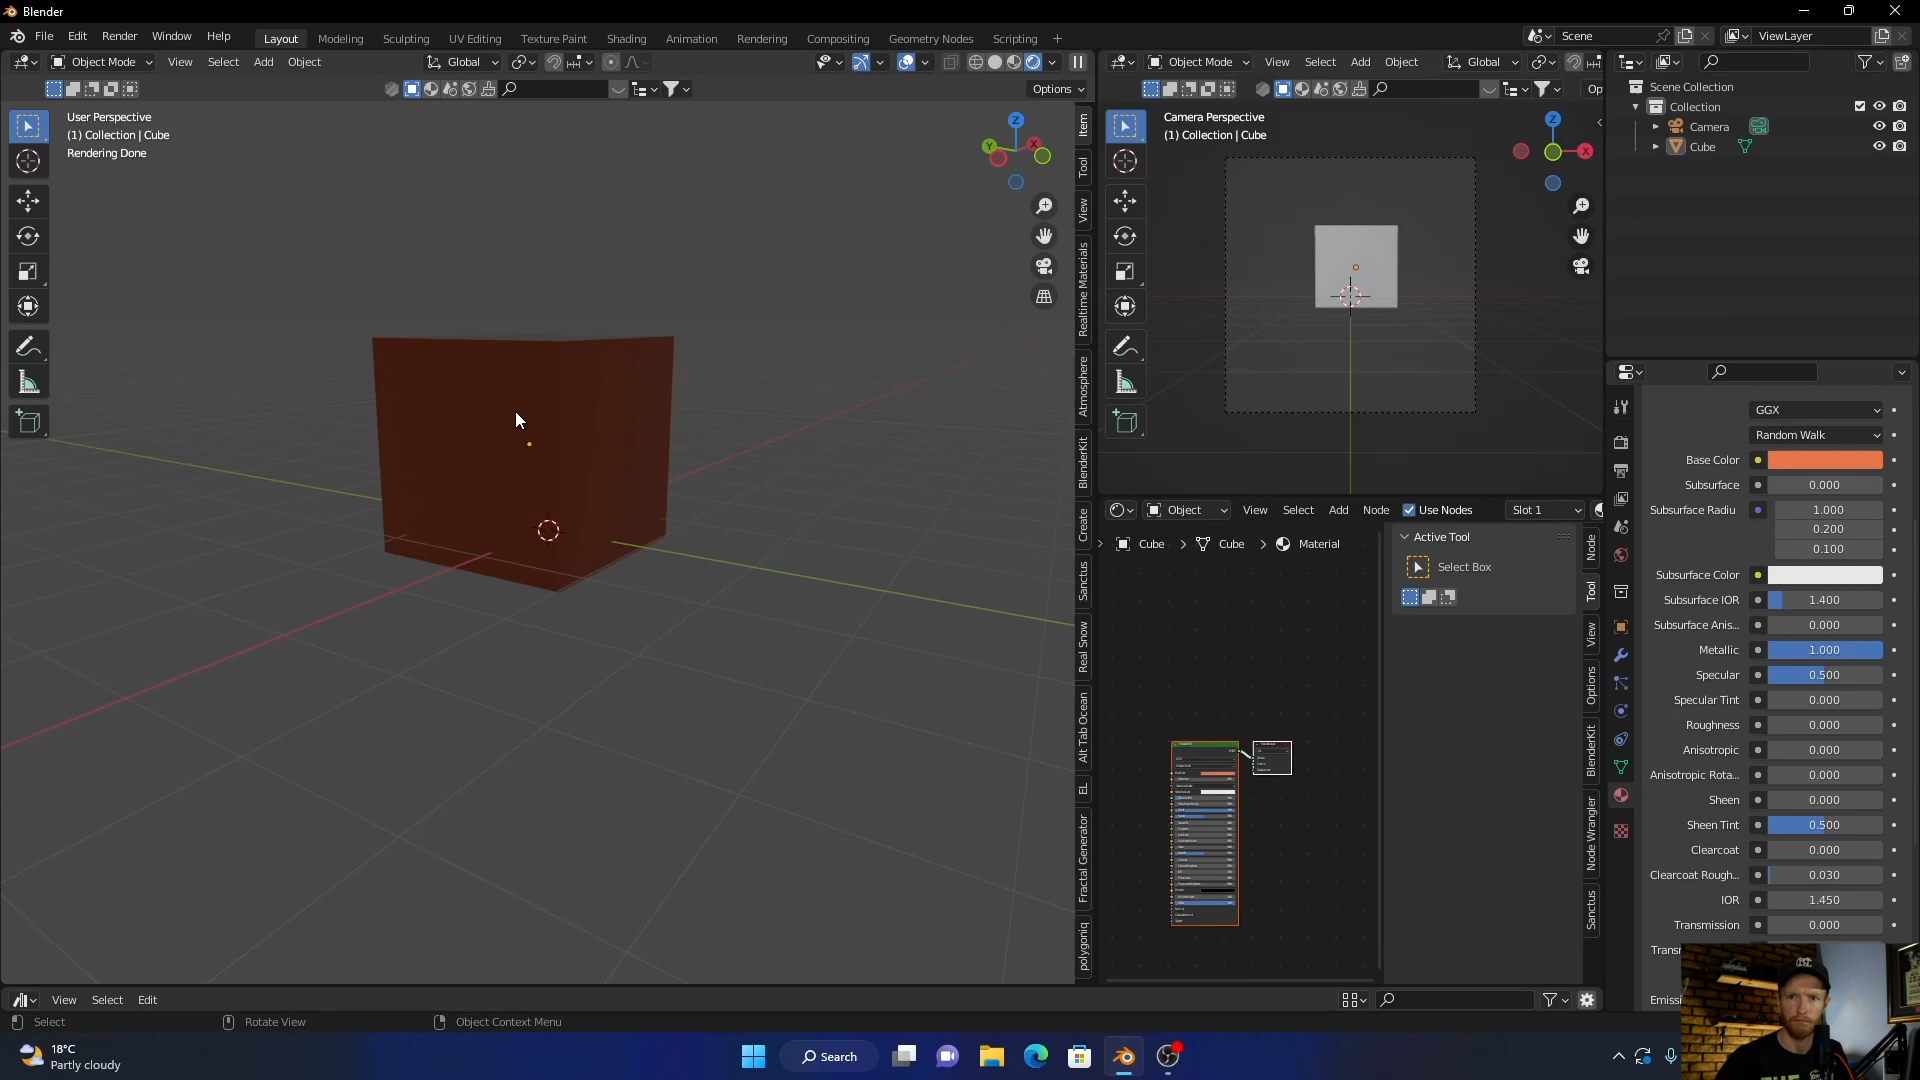 Blender
File Edit Render Window Help Layout Modeling Sculpting UV Editing Texture Paint Shading Animation Rendering Compositing Geometry Nodes Scripting + Scene ViewLayer
Object Mode View Select Add Object Global
Options
User Perspective
(1) Collection | Cube
Rendering Done
Z
Y
X
Item
Tool
View
Realtime Materials
Atmosphere
BlenderKit
Create
Sanctus
Real Snow
Alt Tab Ocean
EL
Fractal Generator
polygoniq
Object Mode View Select Add Object Global
Op
Camera Perspective
(1) Collection | Cube
Z
X
Object View Select Add Node Use Nodes Slot 1
Cube > Cube > Material
Active Tool
Select Box
Node
Tool
View
Options
BlenderKit
Node Wrangler
Sanctus
Scene Collection
Collection
Camera
Cube
GGX
Random Walk
Base Color
Subsurface 0.000
Subsurface Radiu 1.000
0.200
0.100
Subsurface Color
Subsurface IOR 1.400
Subsurface Anis... 0.000
Metallic 1.000
Specular 0.500
Specular Tint 0.000
Roughness 0.000
Anisotropic 0.000
Anisotropic Rota... 0.000
Sheen 0.000
Sheen Tint 0.500
Clearcoat 0.000
Clearcoat Rough... 0.030
IOR 1.450
Transmission 0.000
Transm
Emissi
View Select Edit
Select Rotate View Object Context Menu
18°C
Partly cloudy
Search